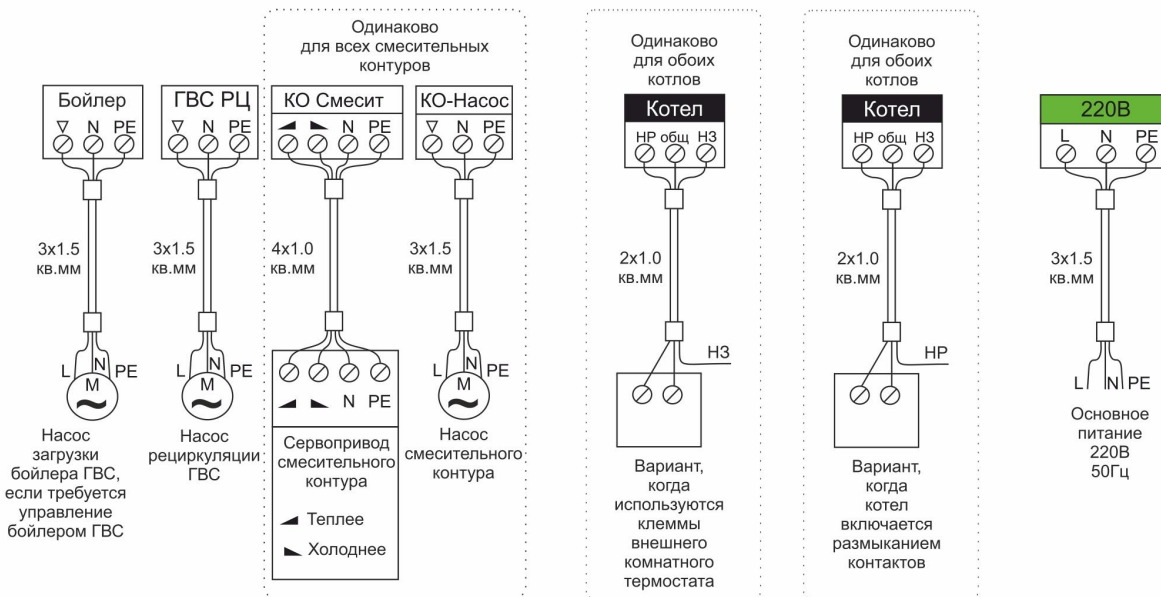 Одинаково
для всех смесительных
контуров
Бойлер
▽ N PE
3x1.5
кв.мм
L N PE
M
Насос
загрузки
бойлера ГВС,
если требуется
управление
бойлером ГВС
ГВС РЦ
▽ N PE
3x1.5
кв.мм
L N PE
M
Насос
рециркуляции
ГВС
КО Смесит
N PE
4x1.0
кв.мм
N PE
Сервопривод
смесительного
контура
Теплее
Холоднее
КО-Насос
▽ N PE
3x1.5
кв.мм
L N PE
M
Насос
смесительного
контура
Одинаково
для обоих
котлов
Котел
НР общ НЗ
2x1.0
кв.мм
НЗ
Вариант,
когда
используются
клеммы
внешнего
комнатного
термостата
Одинаково
для обоих
котлов
Котел
НР общ НЗ
2x1.0
кв.мм
НР
Вариант,
когда
котел
включается
размыканием
контактов
220В
L N PE
3x1.5
кв.мм
L N PE
Основное
питание
220В
50Гц